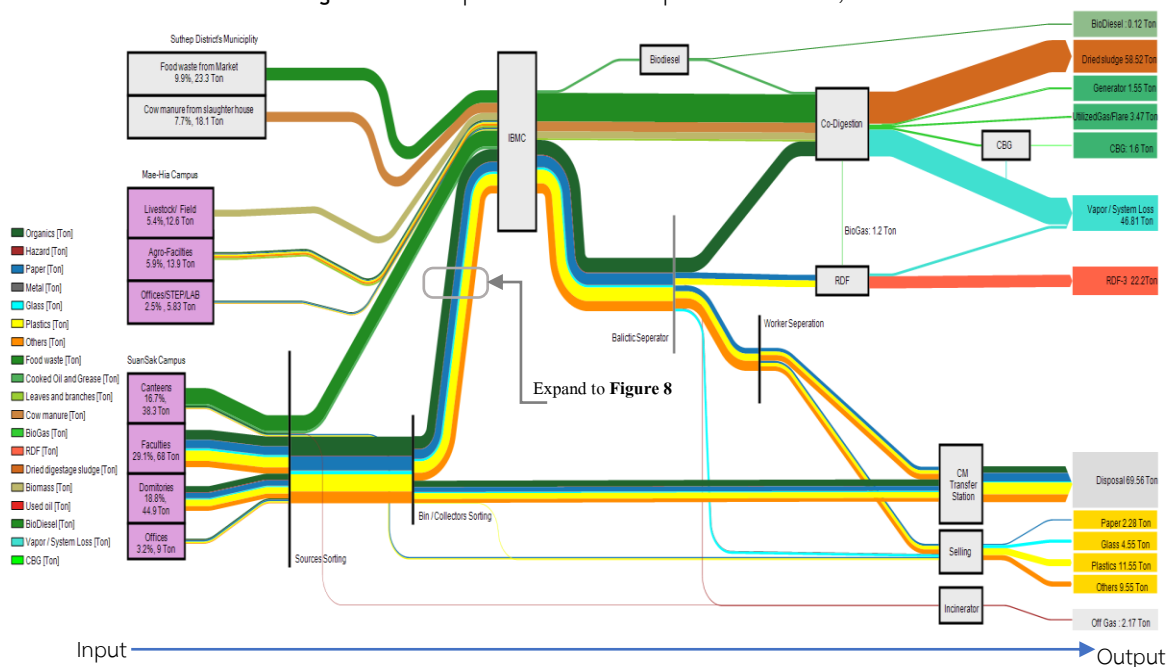 Suthep District's Municiplity
Food waste from Market
9.9%, 23.3 Ton
Cow manure from slaughter house
7.7%, 18.1 Ton
Mae-Hia Campus
Livestock/ Field
5.4%,12.6 Ton
Agro-Facilties
5.9%, 13.9 Ton
Offices/STEP/LAB
2.5% , 5.83 Ton
Organics [Ton]
Hazard [Ton]
Paper [Ton]
Metal [Ton]
Glass [Ton]
Plastics [Ton]
Others [Ton]
Food waste [Ton]
Cooked Oil and Grease [Ton]
Leaves and branches [Ton]
Cow manure [Ton]
BioGas [Ton]
RDF [Ton]
Dried digestage sludge [Ton]
Biomass [Ton]
Used oil [Ton]
BioDiesel [Ton]
Vapor / System Loss [Ton]
CBG [Ton]
SuanSak Campus
Canteens
16.7%,
38.3 Ton
Faculties
29.1%, 68 Ton
Domitories
18.8%,
44.9 Ton
Offices
3.2%, 9 Ton
Sources Sorting
Bin / Collectors Sorting
IBMC
Biodiesel
Co-Digestion
CBG
BioGas: 1.2 Ton
RDF
Balictic Seperator
Worker Seperation
Expand to Figure 8
CM
Transfer
Station
Selling
Incinerator
BioDiesel : 0.12 Ton
Dried sludge 58.52 Ton
Generator 1.55 Ton
UtilizedGas/Flare 3.47 Ton
CBG: 1.6 Ton
Vapor / System Loss
46.81 Ton
RDF-3 22.2Ton
Disposal 69.56 Ton
Paper 2.28 Ton
Glass 4.55 Ton
Plastics 11.55 Ton
Others 9.55 Ton
Off Gas : 2.17 Ton
Input
Output